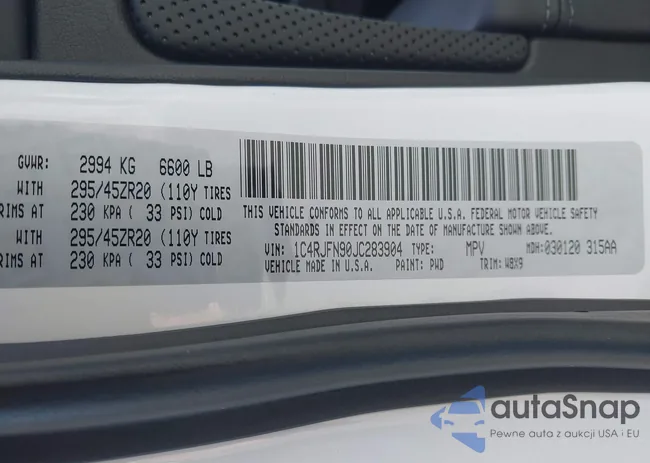 GVWR: 2994 KG 6600 LB
WITH 295/45ZR20 (110Y TIRES
RIMS AT 230 KPA ( 33 PSI) COLD
WITH 295/45ZR20 (110Y TIRES
RIMS AT 230 KPA ( 33 PSI) COLD
THIS VEHICLE CONFORMS TO ALL APPLICABLE U.S.A. FEDERAL MOTOR VEHICLE SAFETY
STANDARDS IN EFFECT ON THE DATE OF MANUFACTURE SHOWN ABOVE.
VIN: 1C4RJFN90JC283904 TYPE: MPV MDH: 030120 315AA
VEHICLE MADE IN U.S.A. PAINT: PWD TRIM: W8X9
autaSnap
Pewne auta z aukcji USA i EU